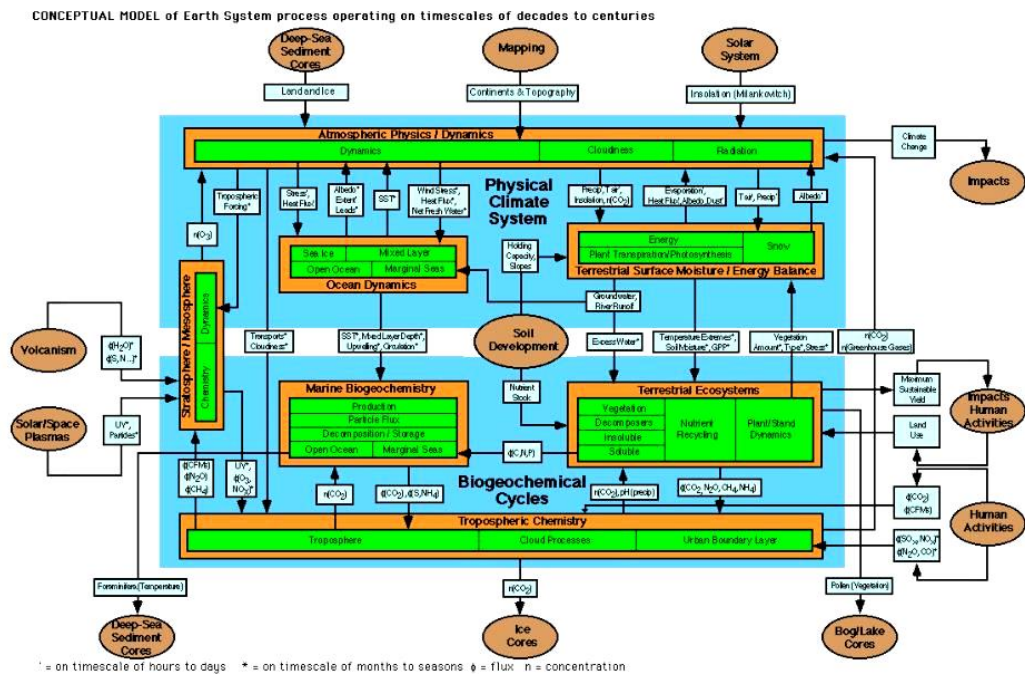 CONCEPTUAL MODEL of Earth System process operating on timescales of decades to centuries
Deep-Sea
Sediment
Cores
Mapping
Solar
System
Land and Ice
Continents & Topography
Insolation (Milankovitch)
Atmospheric Physics / Dynamics
Dynamics
Cloudiness
Radiation
Climate
Change
Impacts
Tropospheric
Forcing*
Stress',
Heat Flux'
Albedo*
Extent'
Leads*
SST*
Wind Stress*,
Heat Flux*,
Net Fresh Water*
Physical
Climate
System
Precip', Tair',
Insolation, n(CO2)
Evaporation',
Heat Flux', Albedo, Dust'
Tair', Precip'
Albedo*
n(O3)
Sea Ice
Mixed Layer
Open Ocean
Marginal Seas
Ocean Dynamics
Holding
Capacity,
Slopes
Energy
Plant Transpiration/Photosynthesis
Snow
Terrestrial Surface Moisture / Energy Balance
Stratosphere / Mesosphere
Dynamics
Chemistry
Groundwater,
River Runoff
Volcanism
ϕ(H2O)*
ϕ(S, N...)*
Transports*
Cloudiness*
SST*, Mixed Layer Depth*,
Upwelling*, Circulation*
Soil
Development
Excess Water*
Temperature Extremes*,
Soil Moisture*, GPP*
Vegetation
Amount*, Type*, Stress*
n(CO2)
n(Greenhouse Gases)
Solar/Space
Plasmas
UV*,
Particles*
Marine Biogeochemistry
Production
Particle Flux
Decomposition / Storage
Open Ocean
Marginal Seas
Nutrient
Stock
Terrestrial Ecosystems
Vegetation
Decomposers
Insoluble
Soluble
Nutrient
Recycling
Plant/Stand
Dynamics
Maximum
Sustainable
Yield
Land
Use
Impacts
Human
Activities
ϕ(C,N,P)
ϕ(CFMs)
ϕ(N2O)
ϕ(CH4)
UV*,
ϕ(O3,
NOx)*
n(CO2)
ϕ(CO2), ϕ(S,NH4)
Biogeochemical
Cycles
n(CO2), pH(precip)
ϕ(CO2, N2O, CH4, NH4)
ϕ(CO2)
ϕ(CFMs)
Human
Activities
Tropospheric Chemistry
Troposphere
Cloud Processes
Urban Boundary Layer
ϕ(SOx, NOx)*
ϕ(N2O, CO)*
Foraminifera, (Temperature)
n(CO2)
Pollen (Vegetation)
Deep-Sea
Sediment
Cores
Ice
Cores
Bog/Lake
Cores
' = on timescale of hours to days * = on timescale of months to seasons ϕ = flux n = concentration